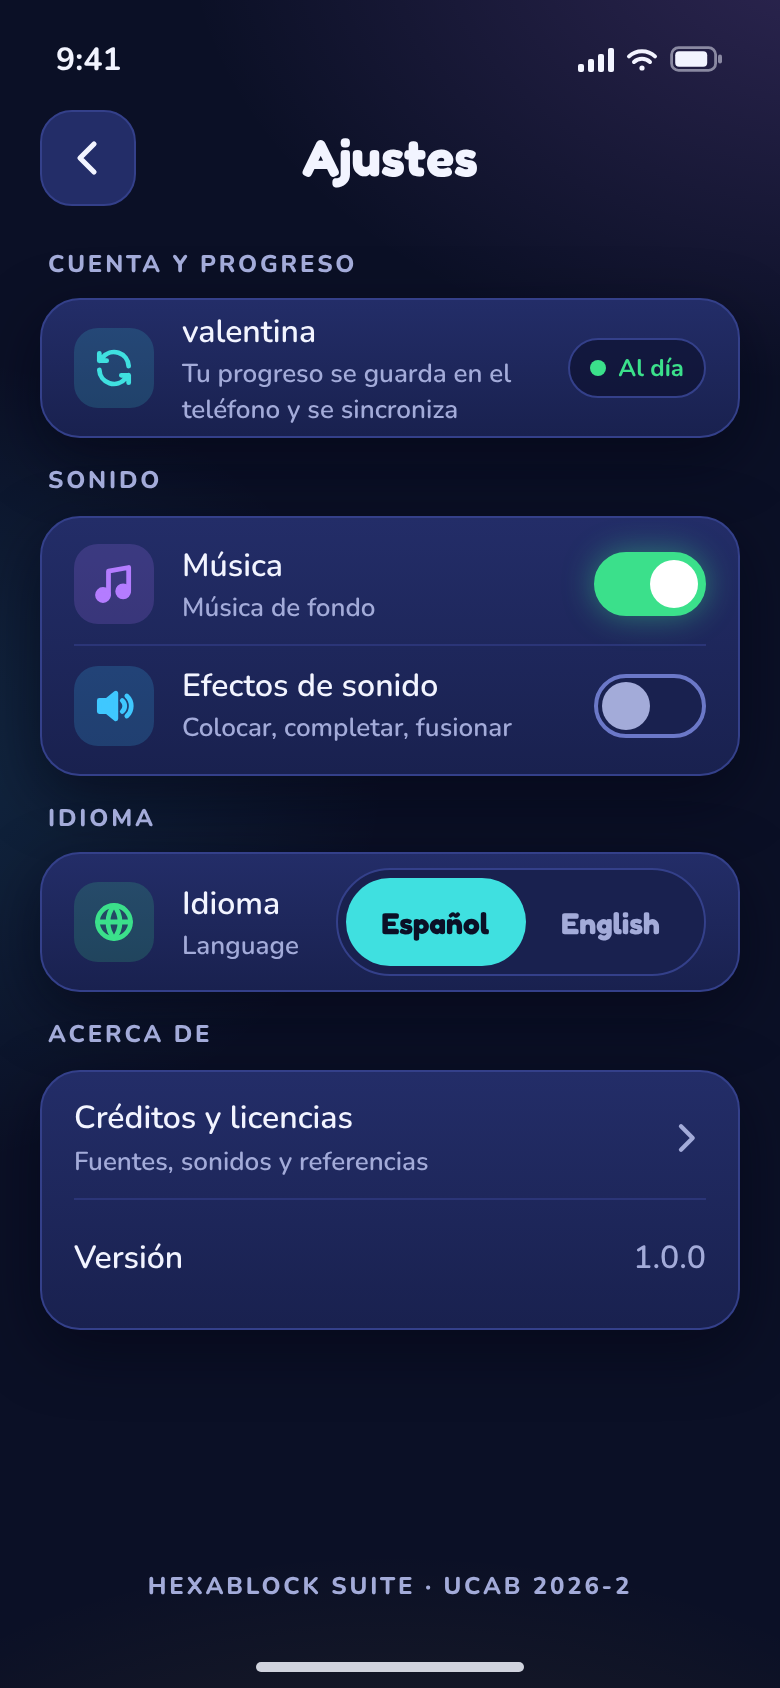 9:41
Ajustes
CUENTA Y PROGRESO
valentina
Tu progreso se guarda en el
teléfono y se sincroniza
Al día
SONIDO
Música
Música de fondo
Efectos de sonido
Colocar, completar, fusionar
IDIOMA
Idioma
Language
Español
English
ACERCA DE
Créditos y licencias
Fuentes, sonidos y referencias
Versión
1.0.0
HEXABLOCK SUITE · UCAB 2026-2